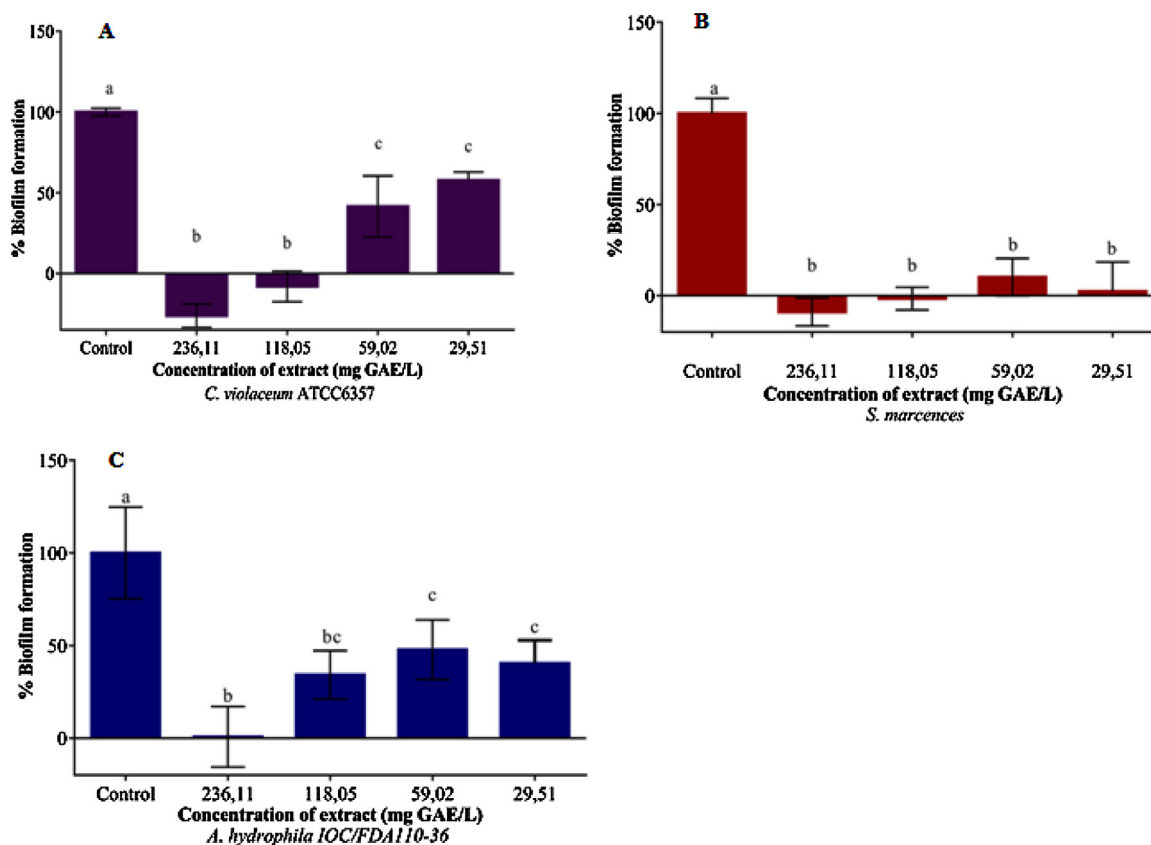 A
% Biofilm formation
150
100
50
0
a
b
b
c
c
Control 236,11 118,05 59,02 29,51
Concentration of extract (mg GAE/L)
C. violaceum ATCC6357
B
% Biofilm formation
150
100
50
0
a
b
b
b
b
Control 236,11 118,05 59,02 29,51
Concentration of extract (mg GAE/L)
S. marcences
C
% Biofilm formation
150
100
50
0
a
b
bc
c
c
Control 236,11 118,05 59,02 29,51
Concentration of extract (mg GAE/L)
A. hydrophila IOC/FDA110-36